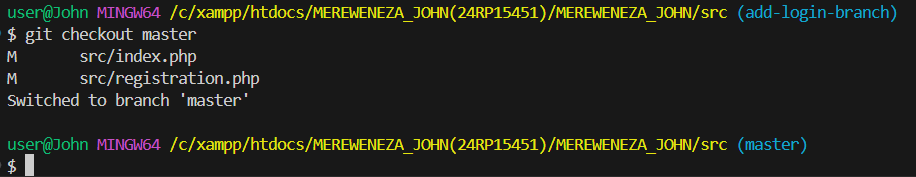 user@John MINGW64 /c/xampp/htdocs/MEREWENEZA_JOHN(24RP15451)/MEREWENEZA_JOHN/src (add-login-branch)
$ git checkout master
M       src/index.php
M       src/registration.php
Switched to branch 'master'
user@John MINGW64 /c/xampp/htdocs/MEREWENEZA_JOHN(24RP15451)/MEREWENEZA_JOHN/src (master)
$